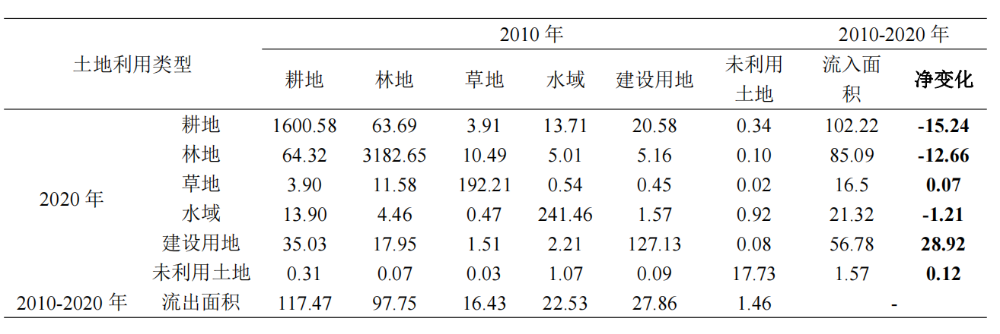 2010 年 2010-2020 年
土地利用类型
耕地 林地 草地 水域 建设用地 未利用土地 流入面积 净变化
耕地 1600.58 63.69 3.91 13.71 20.58 0.34 102.22 -15.24
林地 64.32 3182.65 10.49 5.01 5.16 0.10 85.09 -12.66
草地 3.90 11.58 192.21 0.54 0.45 0.02 16.5 0.07
2020 年
水域 13.90 4.46 0.47 241.46 1.57 0.92 21.32 -1.21
建设用地 35.03 17.95 1.51 2.21 127.13 0.08 56.78 28.92
未利用土地 0.31 0.07 0.03 1.07 0.09 17.73 1.57 0.12
2010-2020 年 流出面积 117.47 97.75 16.43 22.53 27.86 1.46 -